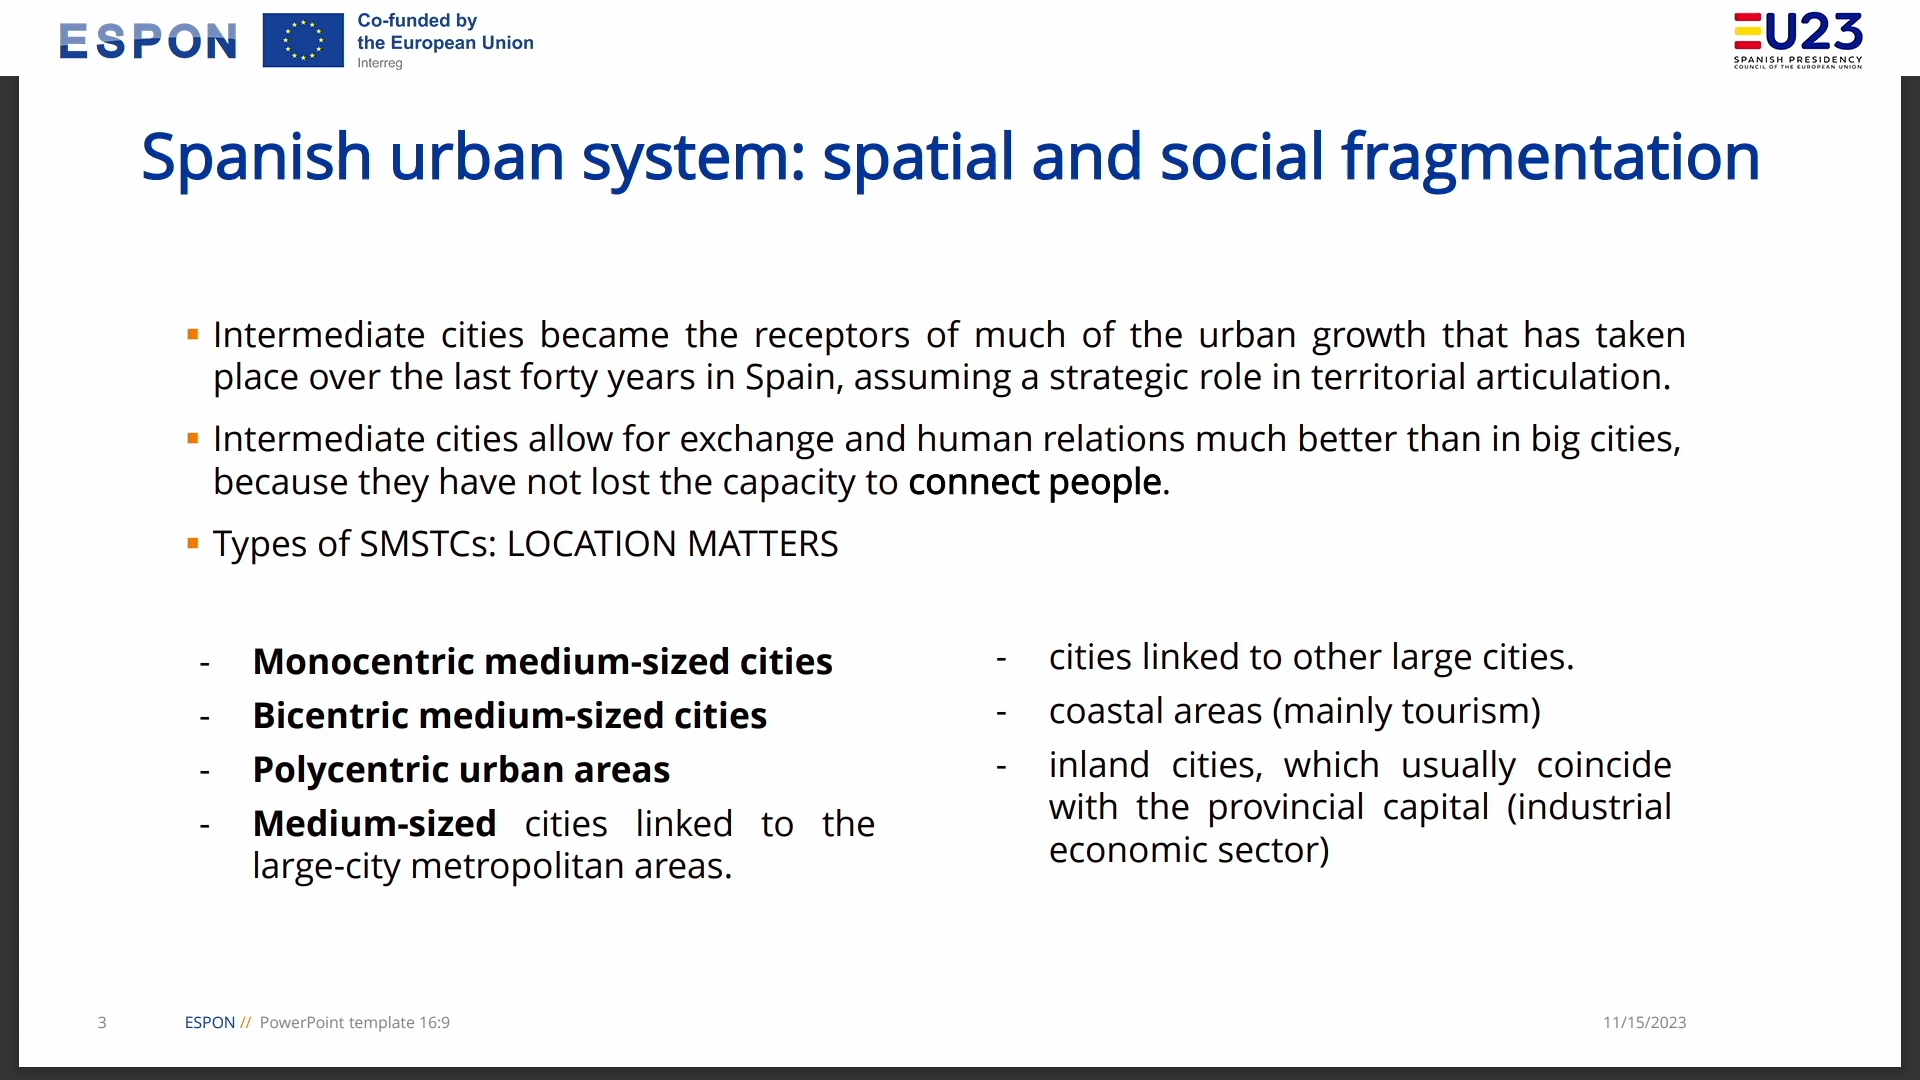 ESPON
Co-funded by
the European Union
Interreg
EU23
SPANISH PRESIDENCY
COUNCIL OF THE EUROPEAN UNION
Spanish urban system: spatial and social fragmentation
Intermediate cities became the receptors of much of the urban growth that has taken
place over the last forty years in Spain, assuming a strategic role in territorial articulation.
Intermediate cities allow for exchange and human relations much better than in big cities,
because they have not lost the capacity to connect people.
Types of SMSTCs: LOCATION MATTERS
- Monocentric medium-sized cities
- Bicentric medium-sized cities
- Polycentric urban areas
- Medium-sized cities linked to the
large-city metropolitan areas.
- cities linked to other large cities.
- coastal areas (mainly tourism)
- inland cities, which usually coincide
with the provincial capital (industrial
economic sector)
3
ESPON // PowerPoint template 16:9
11/15/2023